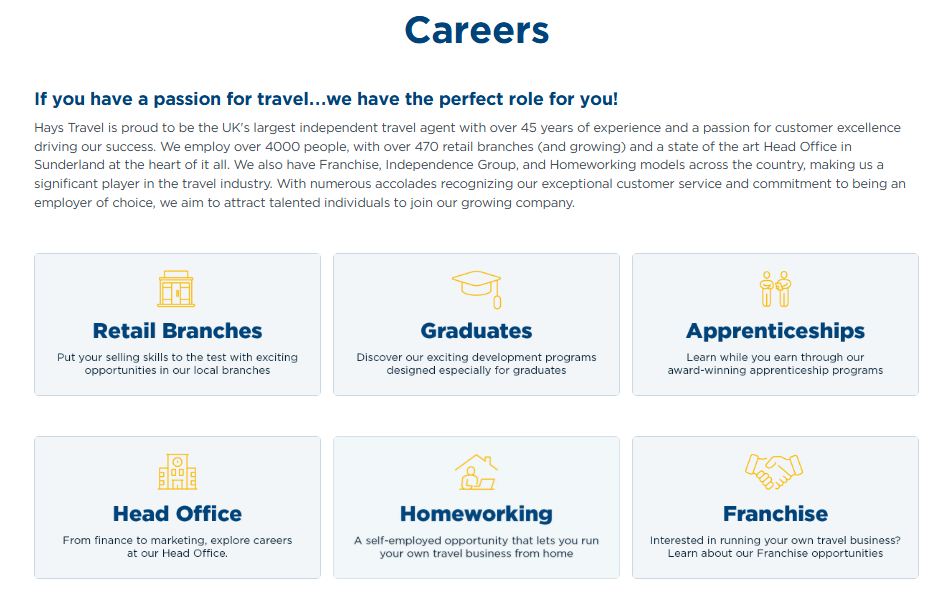 Careers
If you have a passion for travel...we have the perfect role for you!
Hays Travel is proud to be the UK's largest independent travel agent with over 45 years of experience and a passion for customer excellence
driving our success. We employ over 4000 people, with over 470 retail branches (and growing) and a state of the art Head Office in
Sunderland at the heart of it all. We also have Franchise, Independence Group, and Homeworking models across the country, making us a
significant player in the travel industry. With numerous accolades recognizing our exceptional customer service and commitment to being an
employer of choice, we aim to attract talented individuals to join our growing company.
Retail Branches
Put your selling skills to the test with exciting
opportunities in our local branches
Graduates
Discover our exciting development programs
designed especially for graduates
Apprenticeships
Learn while you earn through our
award-winning apprenticeship programs
Head Office
From finance to marketing, explore careers
at our Head Office.
Homeworking
A self-employed opportunity that lets you run
your own travel business from home
Franchise
Interested in running your own travel business?
Learn about our Franchise opportunities